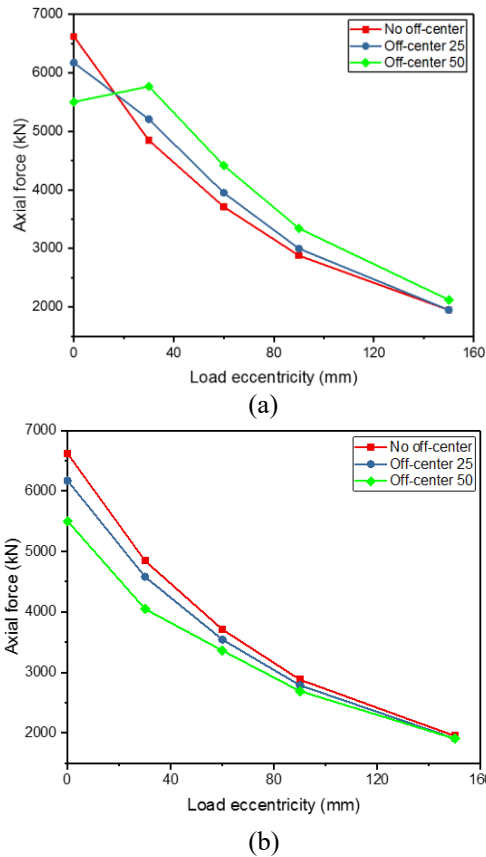 7000
6000
5000
4000
3000
2000
Axial force (kN)
No off-center
Off-center 25
Off-center 50
0 40 80 120 160
Load eccentricity (mm)
(a)
7000
6000
5000
4000
3000
2000
Axial force (kN)
No off-center
Off-center 25
Off-center 50
0 40 80 120 160
Load eccentricity (mm)
(b)